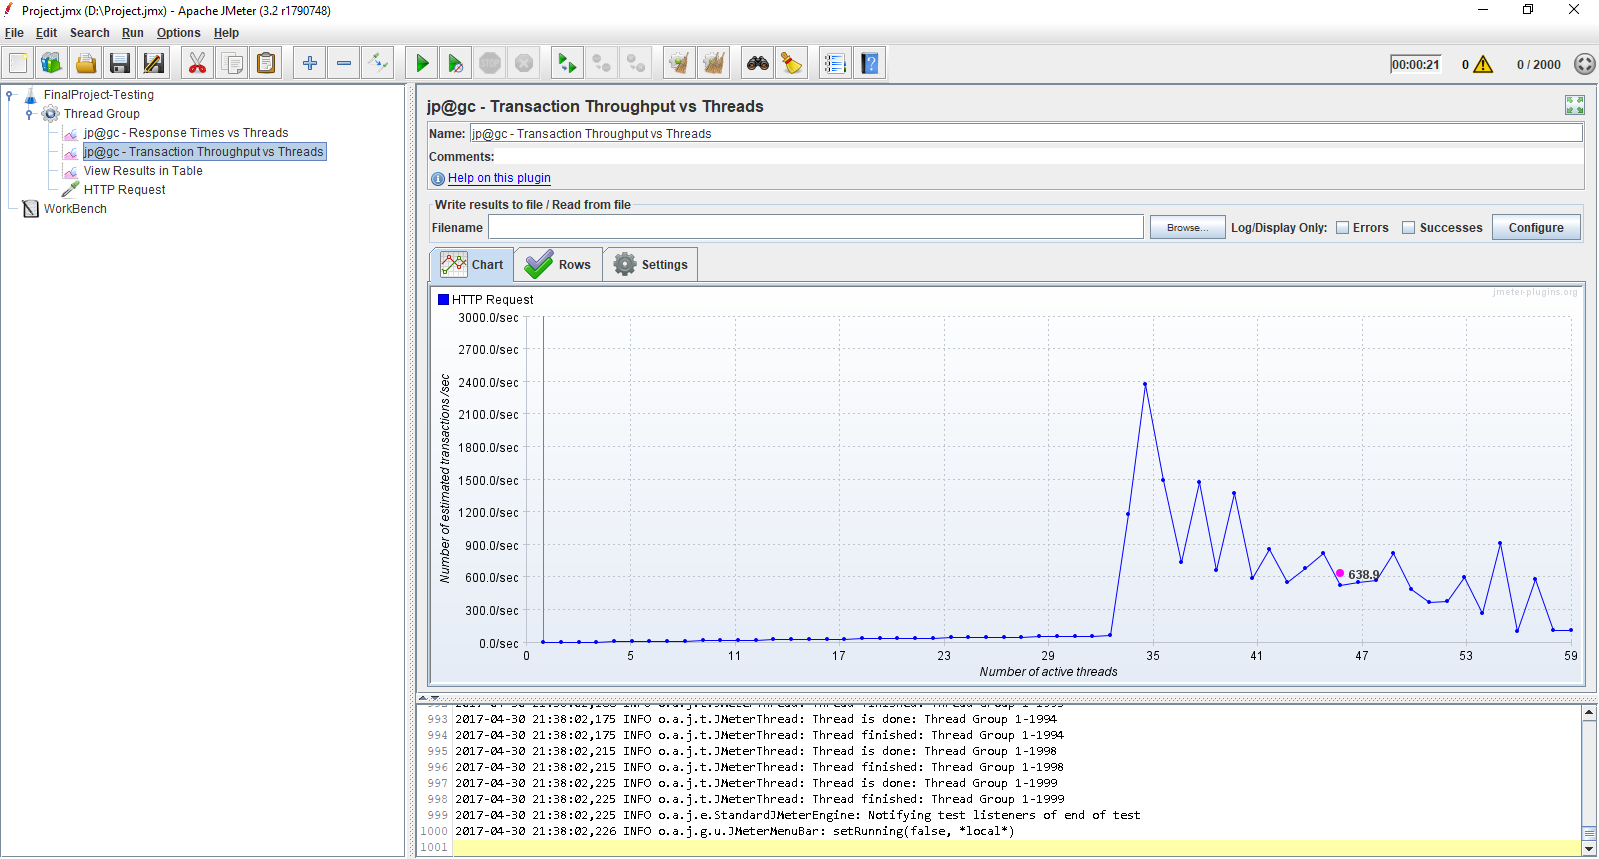 Project.jmx (D:\Project.jmx) - Apache JMeter (3.2 r1790748)
File Edit Search Run Options Help
00:00:21 0 0 / 2000
FinalProject-Testing
Thread Group
jp@gc - Response Times vs Threads
jp@gc - Transaction Throughput vs Threads
View Results in Table
HTTP Request
WorkBench
jp@gc - Transaction Throughput vs Threads
Name: jp@gc - Transaction Throughput vs Threads
Comments:
Help on this plugin
Write results to file / Read from file
Filename Browse... Log/Display Only: Errors Successes Configure
Chart Rows Settings
HTTP Request
jmeter-plugins.org
3000.0/sec
2700.0/sec
2400.0/sec
2100.0/sec
1800.0/sec
1500.0/sec
1200.0/sec
900.0/sec
600.0/sec
300.0/sec
0.0/sec
Number of estimated transactions /sec
638.9
0 5 11 17 23 29 35 41 47 53 59
Number of active threads
993 2017-04-30 21:38:02,175 INFO o.a.j.t.JMeterThread: Thread is done: Thread Group 1-1994
994 2017-04-30 21:38:02,175 INFO o.a.j.t.JMeterThread: Thread finished: Thread Group 1-1994
995 2017-04-30 21:38:02,215 INFO o.a.j.t.JMeterThread: Thread is done: Thread Group 1-1998
996 2017-04-30 21:38:02,215 INFO o.a.j.t.JMeterThread: Thread finished: Thread Group 1-1998
997 2017-04-30 21:38:02,225 INFO o.a.j.t.JMeterThread: Thread is done: Thread Group 1-1999
998 2017-04-30 21:38:02,225 INFO o.a.j.t.JMeterThread: Thread finished: Thread Group 1-1999
999 2017-04-30 21:38:02,225 INFO o.a.j.e.StandardJMeterEngine: Notifying test listeners of end of test
1000 2017-04-30 21:38:02,226 INFO o.a.j.g.u.JMeterMenuBar: setRunning(false, *local*)
1001